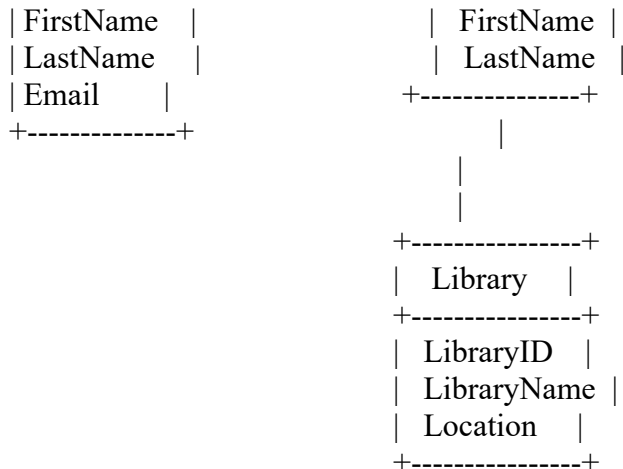 | FirstName | | FirstName |
| LastName | | LastName |
| Email | +---------------+
+--------------+ |
|
|
+----------------+
| Library |
+----------------+
| LibraryID |
| LibraryName |
| Location |
+----------------+